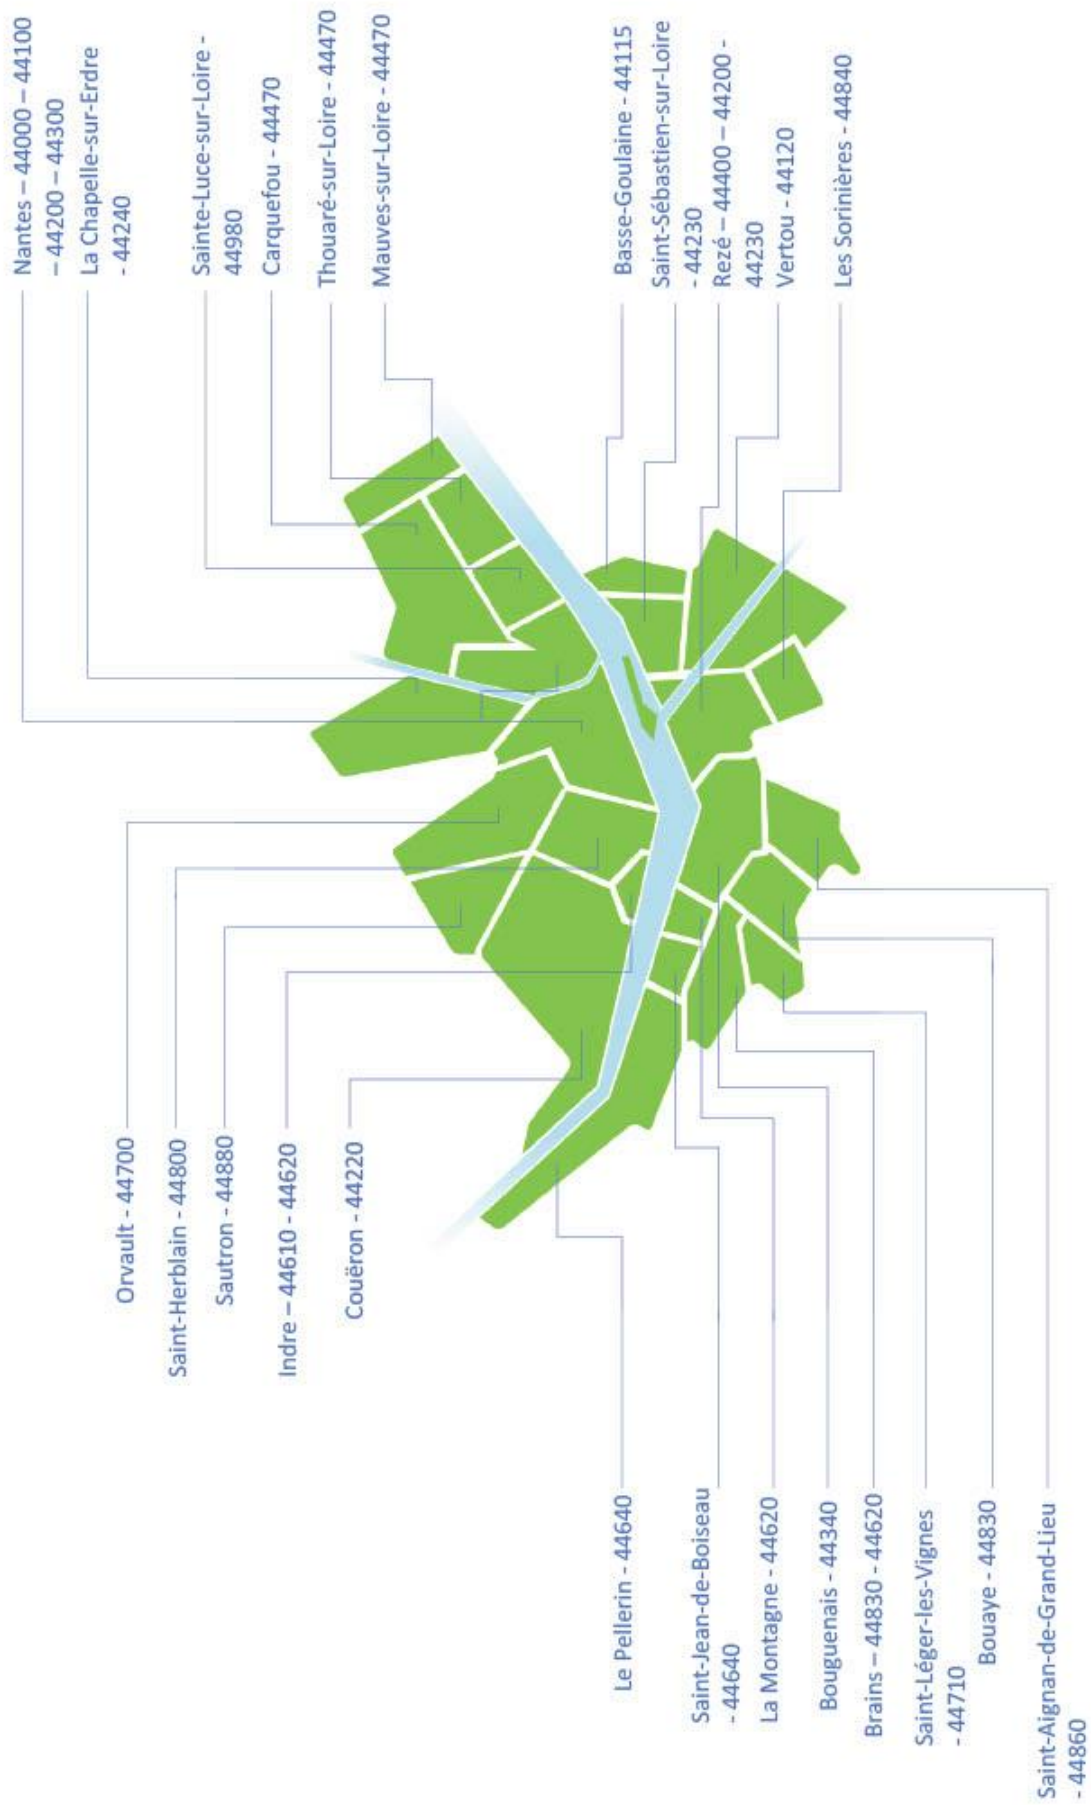 Nantes – 44000 – 44100
– 44200 – 44300
La Chapelle-sur-Erdre
- 44240
Sainte-Luce-sur-Loire -
44980
Carquefou - 44470
Thouaré-sur-Loire - 44470
Mauves-sur-Loire - 44470
Basse-Goulaine - 44115
Saint-Sébastien-sur-Loire
- 44230
Rezé – 44400 – 44200 -
44230
Vertou - 44120
Les Sorinières - 44840
Orvault - 44700
Saint-Herblain - 44800
Sautron - 44880
Indre – 44610 - 44620
Couëron - 44220
Le Pellerin - 44640
Saint-Jean-de-Boiseau
- 44640
La Montagne - 44620
Bouguenais - 44340
Brains – 44830 - 44620
Saint-Léger-les-Vignes
- 44710
Bouaye - 44830
Saint-Aignan-de-Grand-Lieu
- 44860